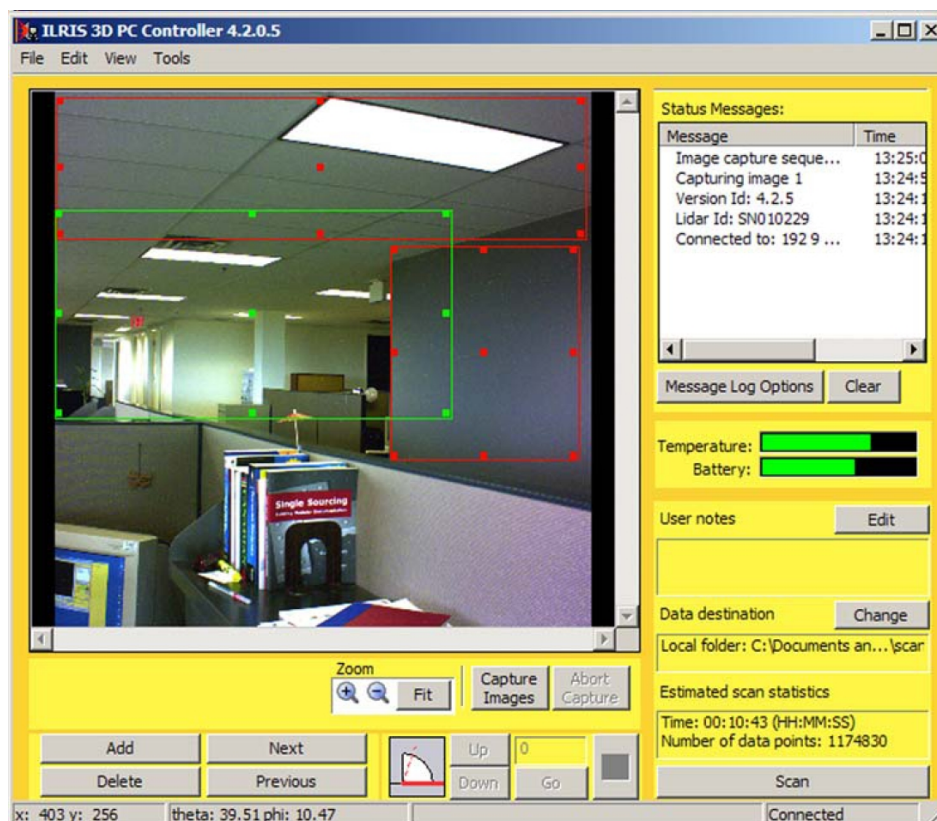 ILRIS 3D PC Controller 4.2.0.5
File Edit View Tools
Status Messages:
Message Time
Image capture seque... 13:25:0
Capturing image 1 13:24:5
Version Id: 4.2.5 13:24:1
Lidar Id: SN010229 13:24:1
Connected to: 192 9 ... 13:24:1
Message Log Options Clear
Temperature:
Battery:
User notes Edit
Single Sourcing
Data destination Change
Local folder: C:\Documents an...\scan
Zoom
Fit
Capture Images
Abort Capture
Estimated scan statistics
Time: 00:10:43 (HH:MM:SS)
Number of data points: 1174830
Add Next
Up 0
Delete Previous
Down Go
Scan
x: 403 y: 256 theta: 39.51 phi: 10.47 Connected